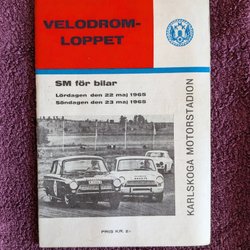 VELODROM-
LOPPET
SM för bilar
Lördagen den 22 maj 1965
Söndagen den 23 maj 1965
KARLSKOGA MOTORSTADION
PRIS KR. 2:-